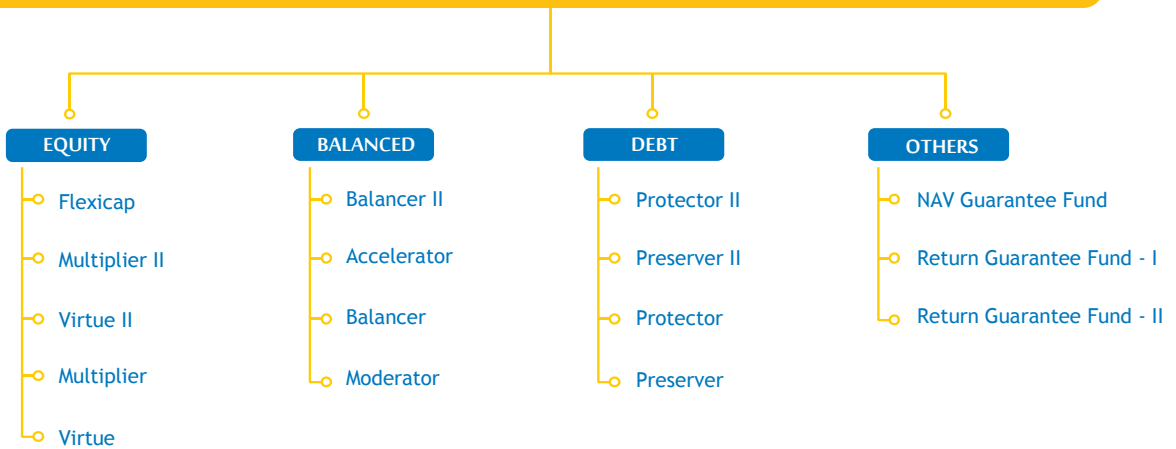 EQUITY
Flexicap
Multiplier II
Virtue II
Multiplier
Virtue
BALANCED
Balancer II
Accelerator
Balancer
Moderator
DEBT
Protector II
Preserver II
Protector
Preserver
OTHERS
NAV Guarantee Fund
Return Guarantee Fund - I
Return Guarantee Fund - II